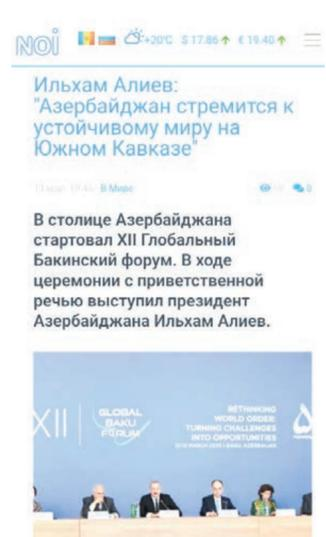 NOI +20°C $ 17.86 € 19.40
Ильхам Алиев:
"Азербайджан стремится к
устойчивому миру на
Южном Кавказе"
В Мире 0
В столице Азербайджана
стартовал XII Глобальный
Бакинский форум. В ходе
церемонии с приветственной
речью выступил президент
Азербайджана Ильхам Алиев.
XII GLOBAL
BAKU
FORUM
RETHINKING
WORLD ORDER:
TURNING CHALLENGES
INTO OPPORTUNITIES